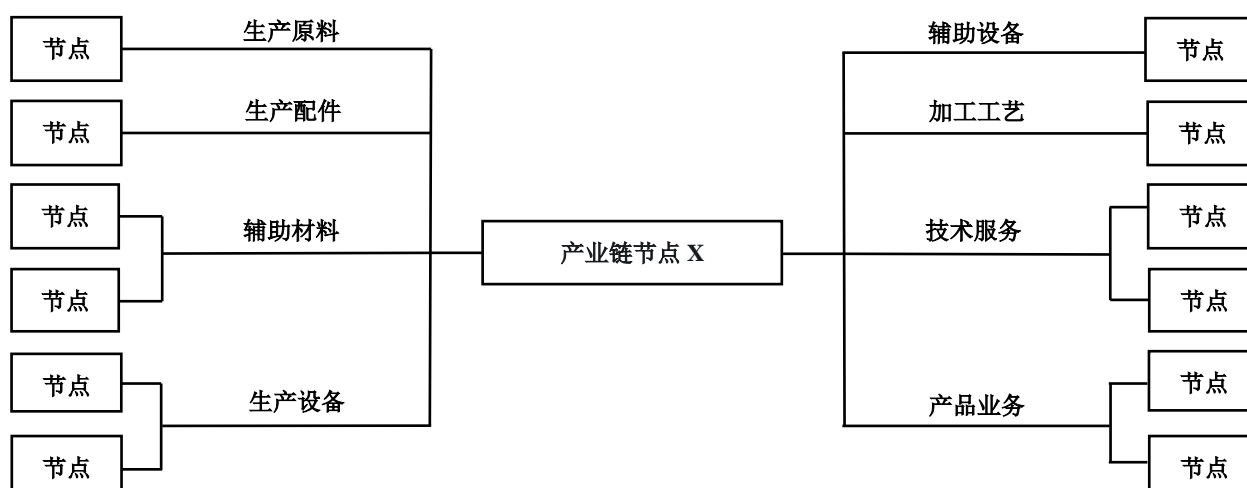 节点
生产原料
辅助设备
节点
节点
生产配件
加工工艺
节点
节点
辅助材料
节点
产业链节点 X
技术服务
节点
节点
节点
生产设备
节点
产品业务
节点
节点